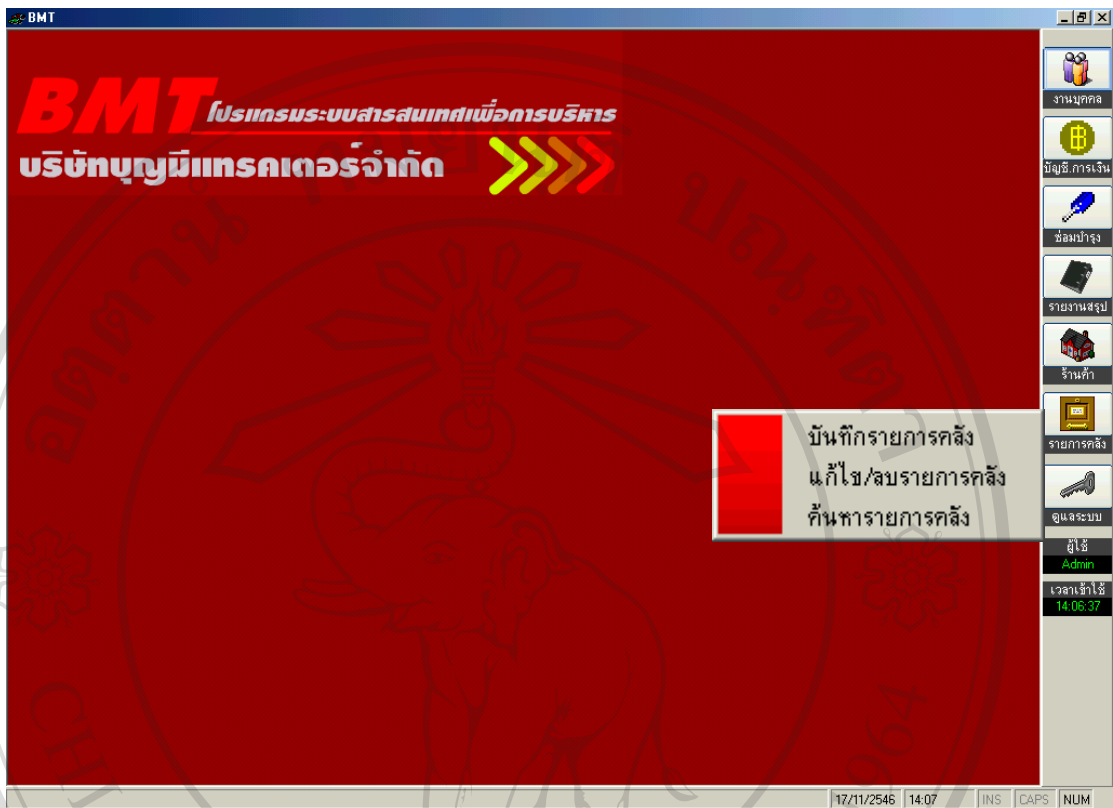 BMT
BMT โปรแกรมระบบสารสนเทศเพื่อการบริหาร
บริษัทบุญมีแทรคเตอร์จำกัด
งานบุคคล
บัญชี.การเงิน
ซ่อมบำรุง
รายงานสรุป
ร้านค้า
รายการคลัง
ดูแลระบบ
ผู้ใช้
Admin
เวลาเข้าใช้
14:06:37
บันทึกรายการคลัง
แก้ไข/ลบรายการคลัง
ค้นหารายการคลัง
17/11/2546 14:07 INS CAPS NUM